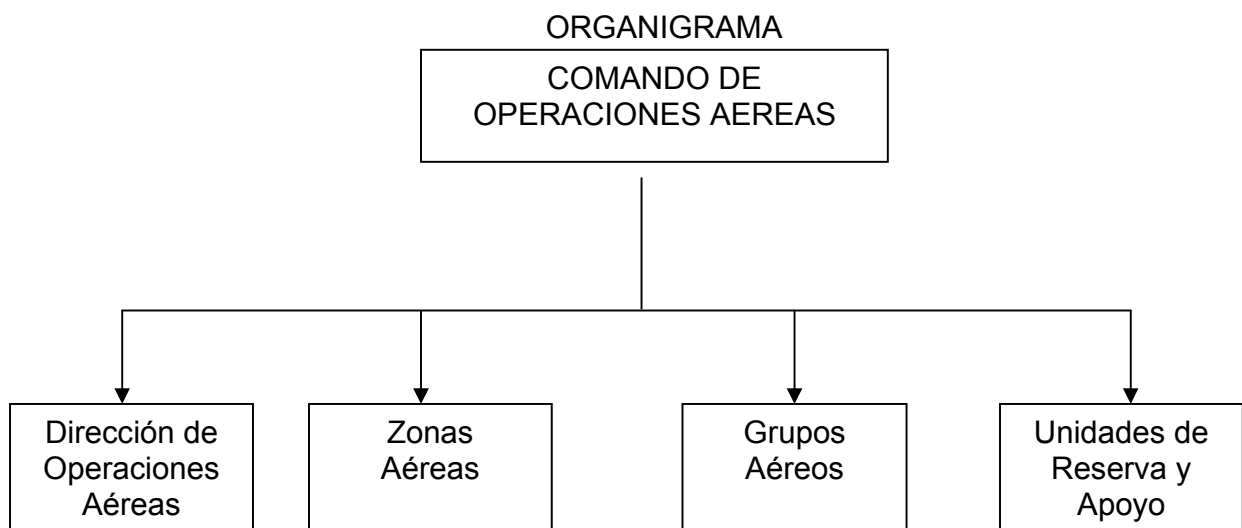 ORGANIGRAMA
COMANDO DE
OPERACIONES AEREAS
Dirección de
Operaciones
Aéreas
Zonas
Aéreas
Grupos
Aéreos
Unidades de
Reserva y
Apoyo